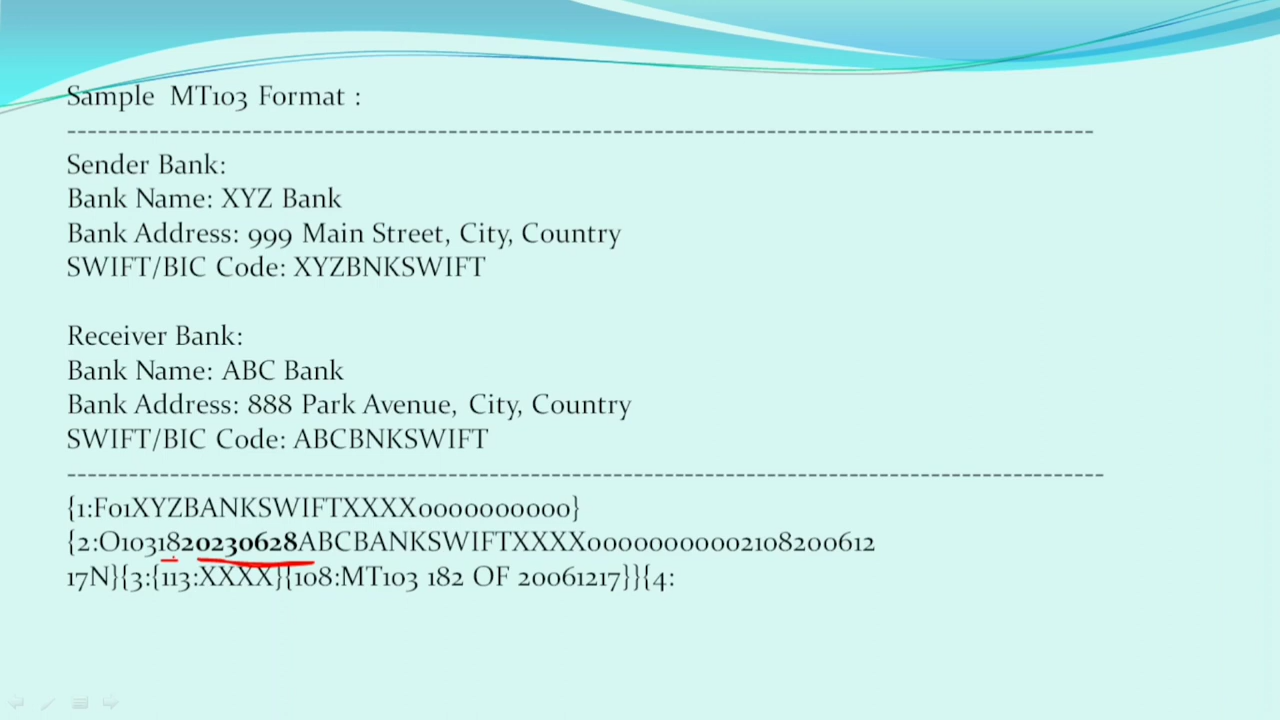 Sample MT103 Format :
----------------------------------------------------------------------------------------------------
Sender Bank:
Bank Name: XYZ Bank
Bank Address: 999 Main Street, City, Country
SWIFT/BIC Code: XYZBNKSWIFT
Receiver Bank:
Bank Name: ABC Bank
Bank Address: 888 Park Avenue, City, Country
SWIFT/BIC Code: ABCBNKSWIFT
-----------------------------------------------------------------------------------------------------
{1:F01XYZBANKSWIFTXXXX0000000000}
{2:O1031820230628ABCBANKSWIFTXXXX00000000002108200612
17N}{3:{113:XXXX}{108:MT103 182 OF 20061217}}{4: